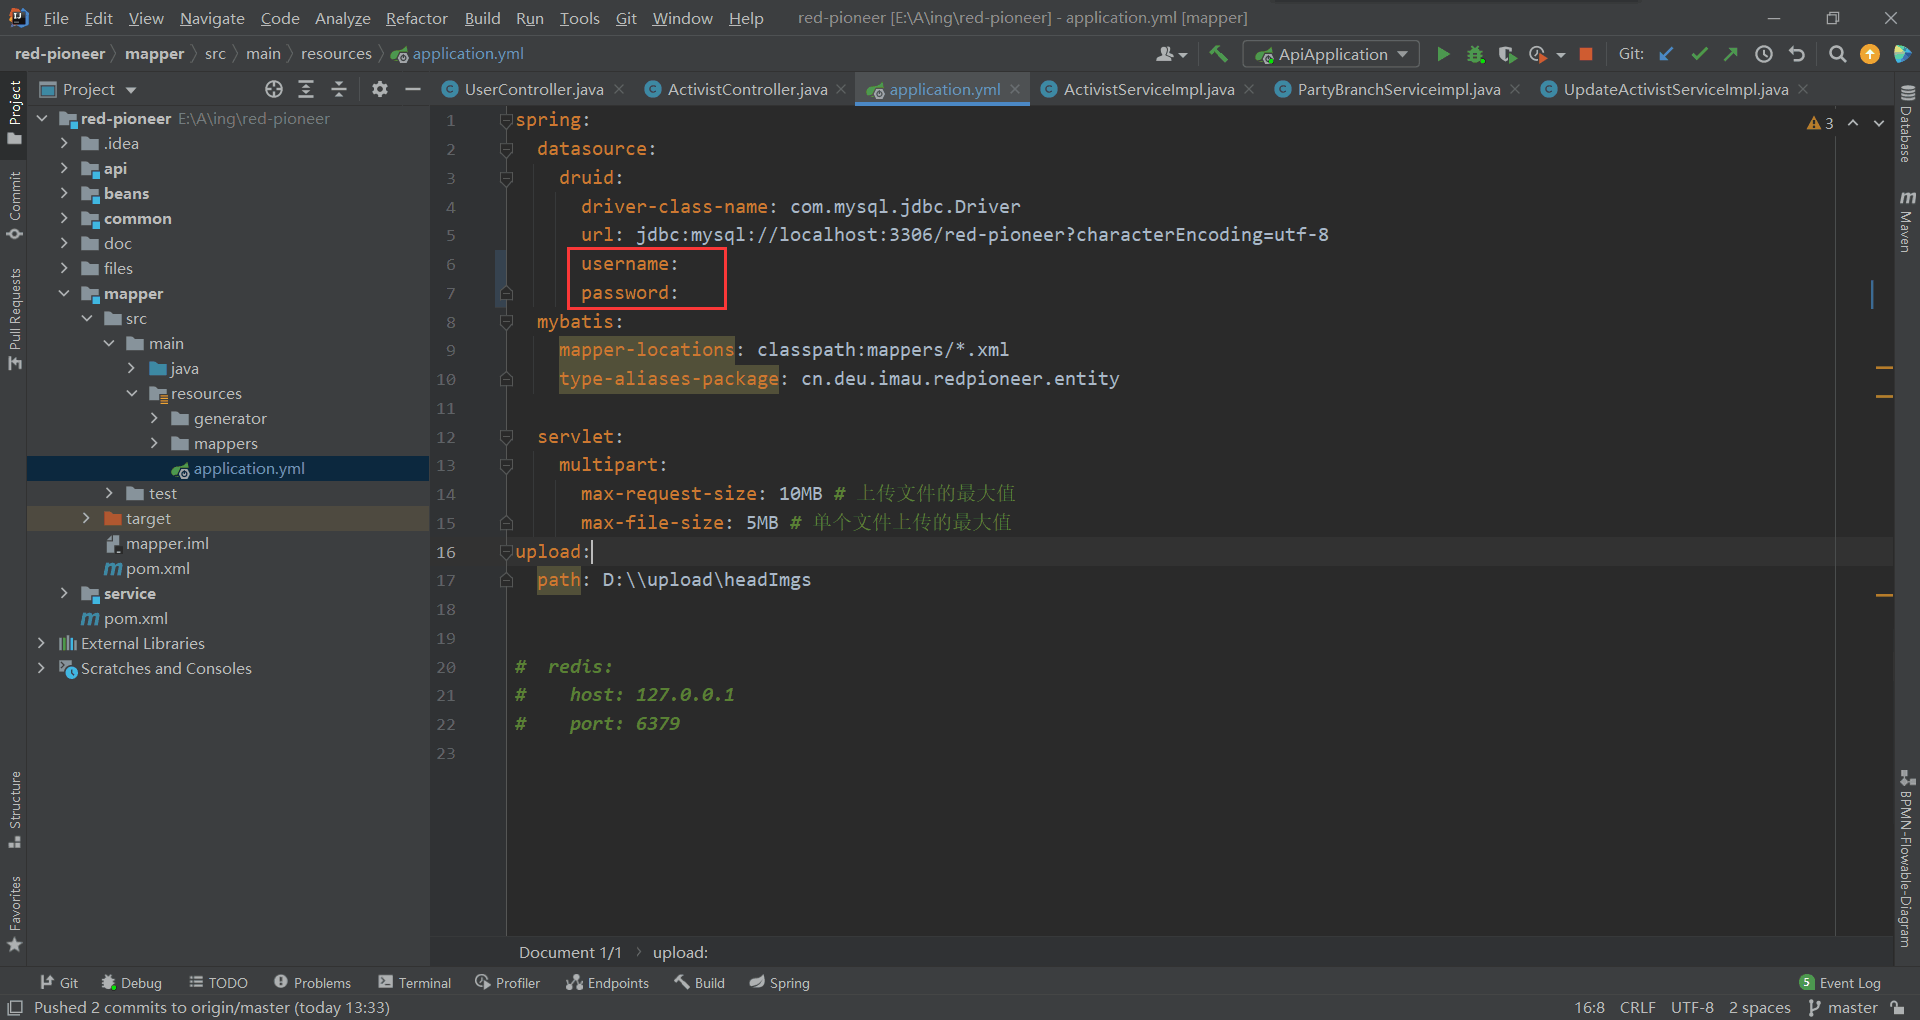 File Edit View Navigate Code Analyze Refactor Build Run Tools Git Window Help red-pioneer [E:\A\ing\red-pioneer] - application.yml [mapper]
red-pioneer mapper src main resources application.yml ApiApplication Git:
Project UserController.java ActivistController.java application.yml ActivistServiceImpl.java PartyBranchServiceimpl.java UpdateActivistServiceImpl.java
red-pioneer E:\A\ing\red-pioneer
.idea
api
beans
common
doc
files
mapper
src
main
java
resources
generator
mappers
application.yml
test
target
mapper.iml
pom.xml
service
pom.xml
External Libraries
Scratches and Consoles
Project
Commit
Pull Requests
Structure
Favorites
1 spring:
2 datasource:
3 druid:
4 driver-class-name: com.mysql.jdbc.Driver
5 url: jdbc:mysql://localhost:3306/red-pioneer?characterEncoding=utf-8
6 username:
7 password:
8 mybatis:
9 mapper-locations: classpath:mappers/*.xml
10 type-aliases-package: cn.deu.imau.redpioneer.entity
11
12 servlet:
13 multipart:
14 max-request-size: 10MB # 上传文件的最大值
15 max-file-size: 5MB # 单个文件上传的最大值
16 upload:
17 path: D:\\upload\headImgs
18
19
20 # redis:
21 # host: 127.0.0.1
22 # port: 6379
23
3
Database
Maven
BPMN-Flowable-Diagram
Document 1/1 upload:
Git Debug TODO Problems Terminal Profiler Endpoints Build Spring 5 Event Log
Pushed 2 commits to origin/master (today 13:33) 16:8 CRLF UTF-8 2 spaces master